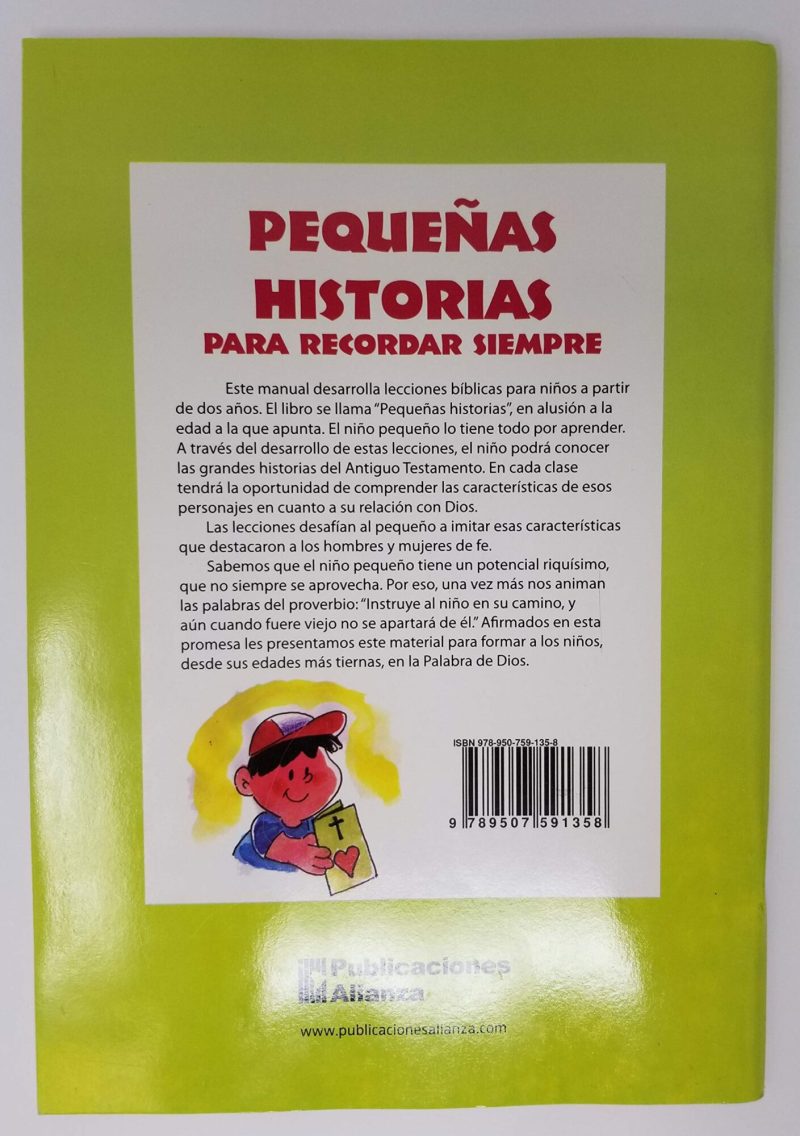 PEQUEÑAS
HISTORIAS
PARA RECORDAR SIEMPRE
Este manual desarrolla lecciones bíblicas para niños a partir
de dos años. El libro se llama “Pequeñas historias”, en alusión a la
edad a la que apunta. El niño pequeño lo tiene todo por aprender.
A través del desarrollo de estas lecciones, el niño podrá conocer
las grandes historias del Antiguo Testamento. En cada clase
tendrá la oportunidad de comprender las características de esos
personajes en cuanto a su relación con Dios.
Las lecciones desafían al pequeño a imitar esas características
que destacaron a los hombres y mujeres de fe.
Sabemos que el niño pequeño tiene un potencial riquísimo,
que no siempre se aprovecha. Por eso, una vez más nos animan
las palabras del proverbio: “Instruye al niño en su camino, y
aún cuando fuere viejo no se apartará de él.” Afirmados en esta
promesa les presentamos este material para formar a los niños,
desde sus edades más tiernas, en la Palabra de Dios.
ISBN 978-950-759-135-8
9 789507 591358
Publicaciones
Alianza
www.publicacionesalianza.com